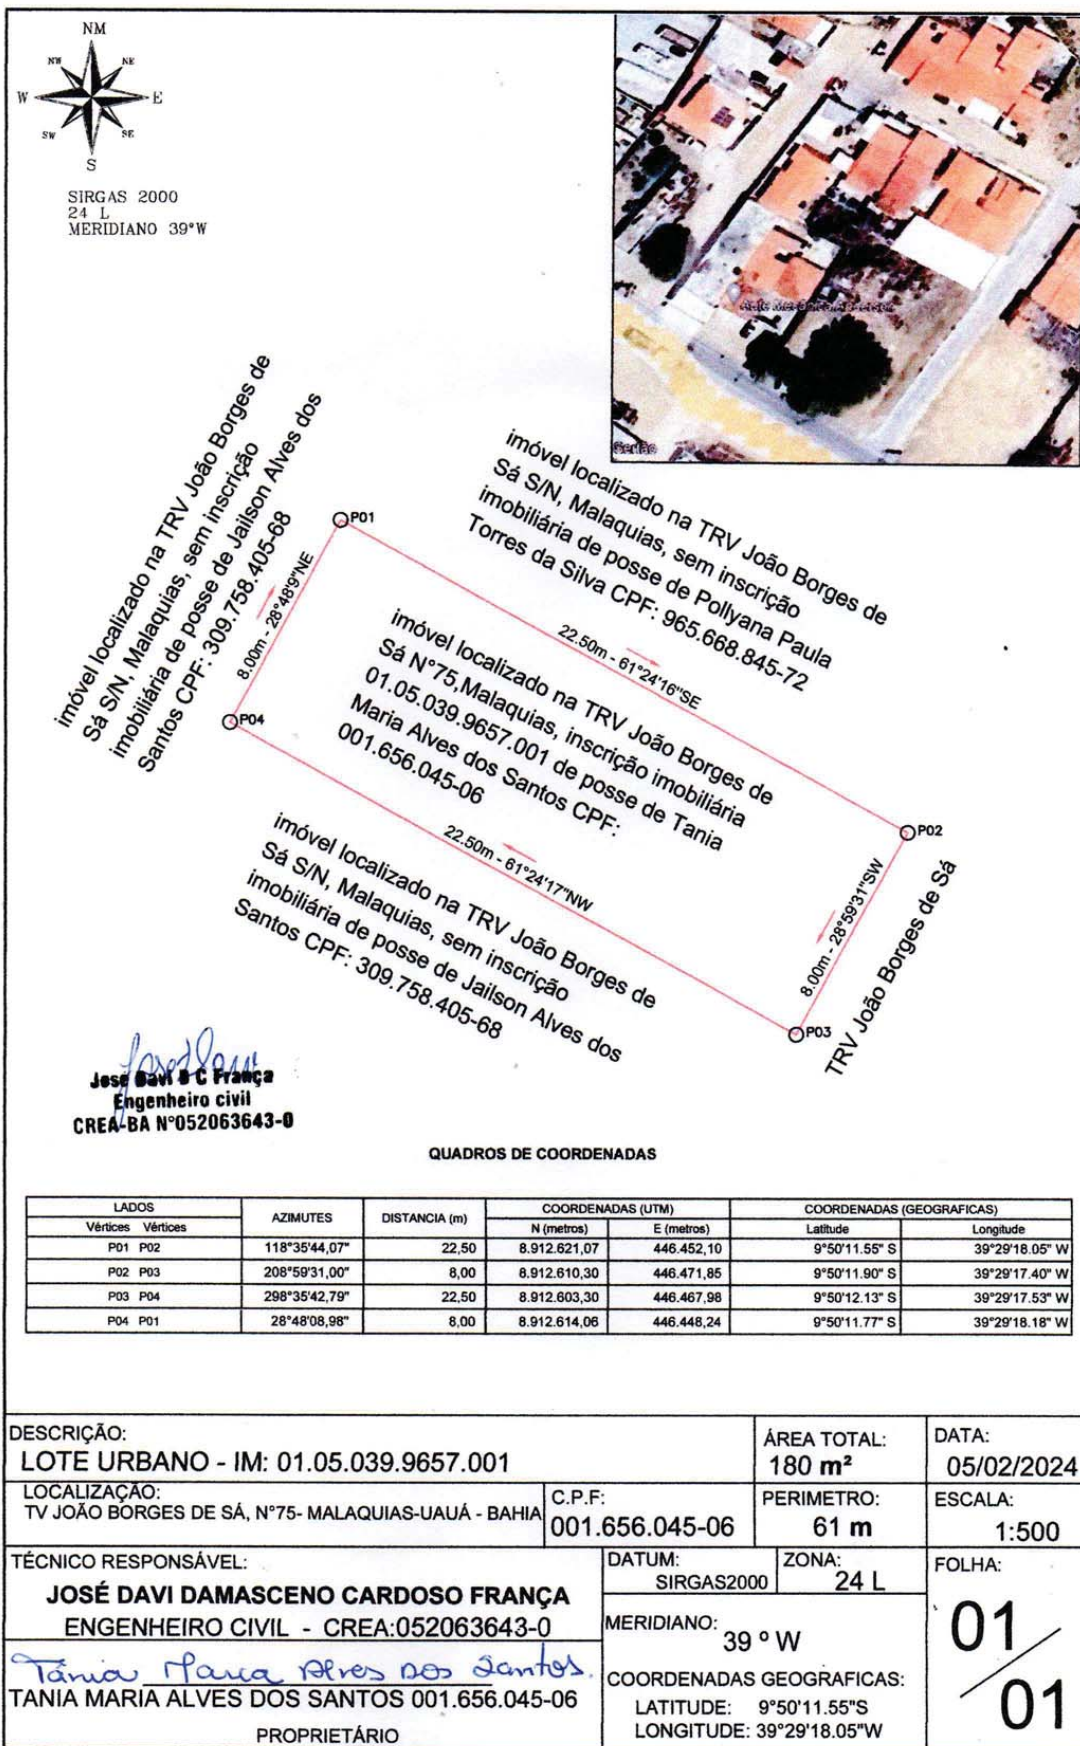 NM
NW
NE
W
E
SW
SE
S
SIRGAS 2000
24 L
MERIDIANO 39°W
Auto Mecânica Anderson
Sertão
imóvel localizado na TRV João Borges de
Sá S/N, Malaquias, sem inscrição
imobiliária de posse de Jailson Alves dos
Santos CPF: 309.758.405-68
imóvel localizado na TRV João Borges de
Sá S/N, Malaquias, sem inscrição
imobiliária de posse de Pollyana Paula
Torres da Silva CPF: 965.668.845-72
P01
8.00m - 28°48'9"NE
22.50m - 61°24'16"SE
P04
imóvel localizado na TRV João Borges de
Sá N°75,Malaquias, inscrição imobiliária
01.05.039.9657.001 de posse de Tania
Maria Alves dos Santos CPF:
001.656.045-06
P02
22.50m - 61°24'17"NW
8.00m - 28°59'31"SW
TRV João Borges de Sá
P03
imóvel localizado na TRV João Borges de
Sá S/N, Malaquias, sem inscrição
imobiliária de posse de Jailson Alves dos
Santos CPF: 309.758.405-68
José Davi D C França
Engenheiro civil
CREA-BA N°052063643-0
QUADROS DE COORDENADAS
LADOS AZIMUTES DISTANCIA (m) COORDENADAS (UTM) COORDENADAS (GEOGRAFICAS)
Vértices Vértices N (metros) E (metros) Latitude Longitude
P01 P02 118°35'44,07" 22,50 8.912.621,07 446.452,10 9°50'11.55" S 39°29'18.05" W
P02 P03 208°59'31,00" 8,00 8.912.610,30 446.471,85 9°50'11.90" S 39°29'17.40" W
P03 P04 298°35'42,79" 22,50 8.912.603,30 446.467,98 9°50'12.13" S 39°29'17.53" W
P04 P01 28°48'08,98" 8,00 8.912.614,06 446.448,24 9°50'11.77" S 39°29'18.18" W
DESCRIÇÃO:
LOTE URBANO - IM: 01.05.039.9657.001
ÁREA TOTAL:
180 m²
DATA:
05/02/2024
LOCALIZAÇÃO:
TV JOÃO BORGES DE SÁ, N°75- MALAQUIAS-UAUÁ - BAHIA
C.P.F:
001.656.045-06
PERIMETRO:
61 m
ESCALA:
1:500
TÉCNICO RESPONSÁVEL:
JOSÉ DAVI DAMASCENO CARDOSO FRANÇA
ENGENHEIRO CIVIL - CREA:052063643-0
DATUM:
SIRGAS2000
ZONA:
24 L
FOLHA:
01
01
MERIDIANO:
39 º W
COORDENADAS GEOGRAFICAS:
LATITUDE: 9°50'11.55"S
LONGITUDE: 39°29'18.05"W
Tánia Maria Alves Dos Santos.
TANIA MARIA ALVES DOS SANTOS 001.656.045-06
PROPRIETÁRIO